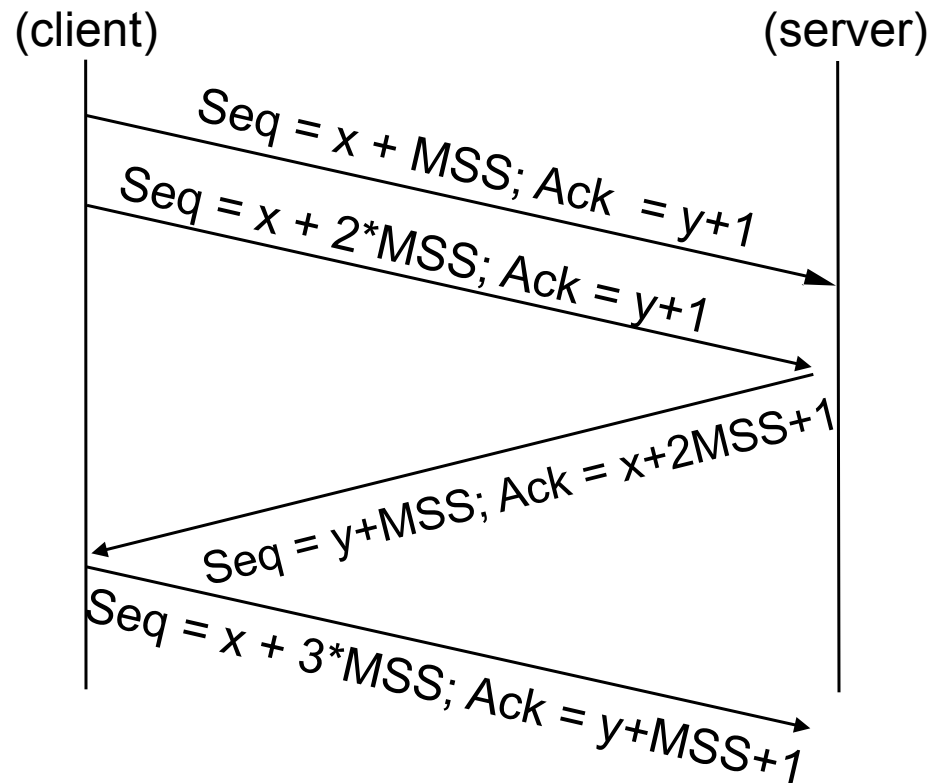 (client)
(server)
Seq = x + MSS; Ack = y+1
Seq = x + 2*MSS; Ack = y+1
Seq = y+MSS; Ack = x+2MSS+1
Seq = x + 3*MSS; Ack = y+MSS+1